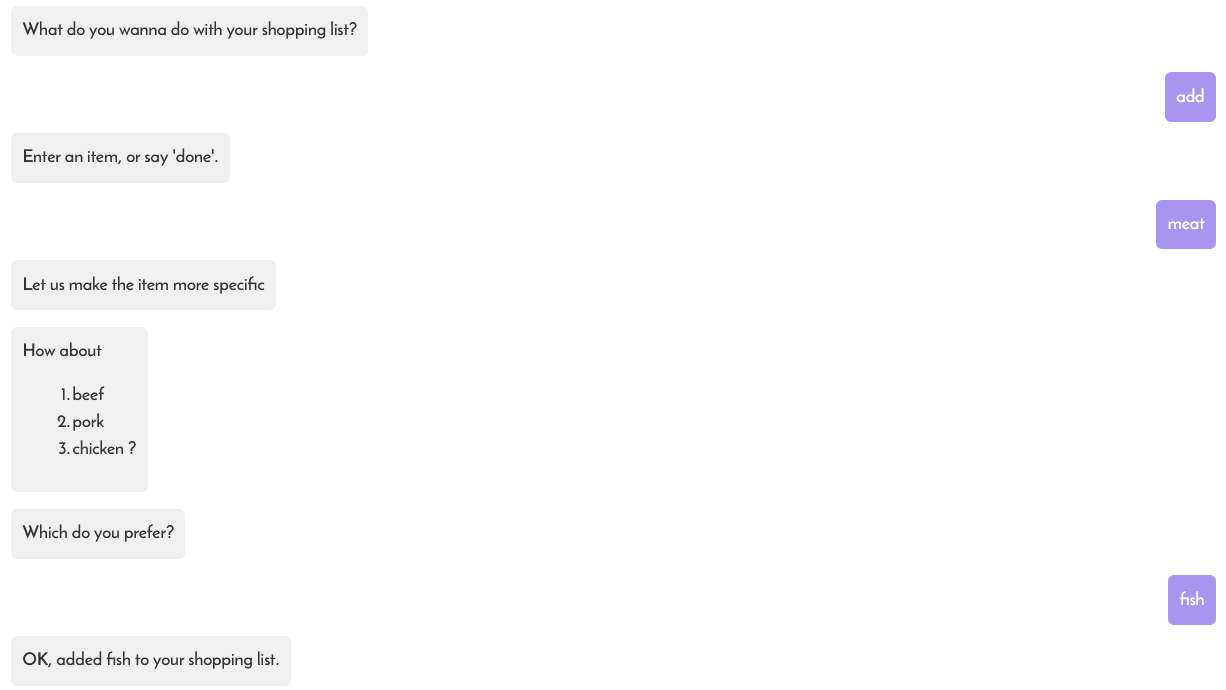 What do you wanna do with your shopping list?
add
Enter an item, or say 'done'.
meat
Let us make the item more specific
How about
1. beef
2. pork
3. chicken ?
Which do you prefer?
fish
OK, added fish to your shopping list.